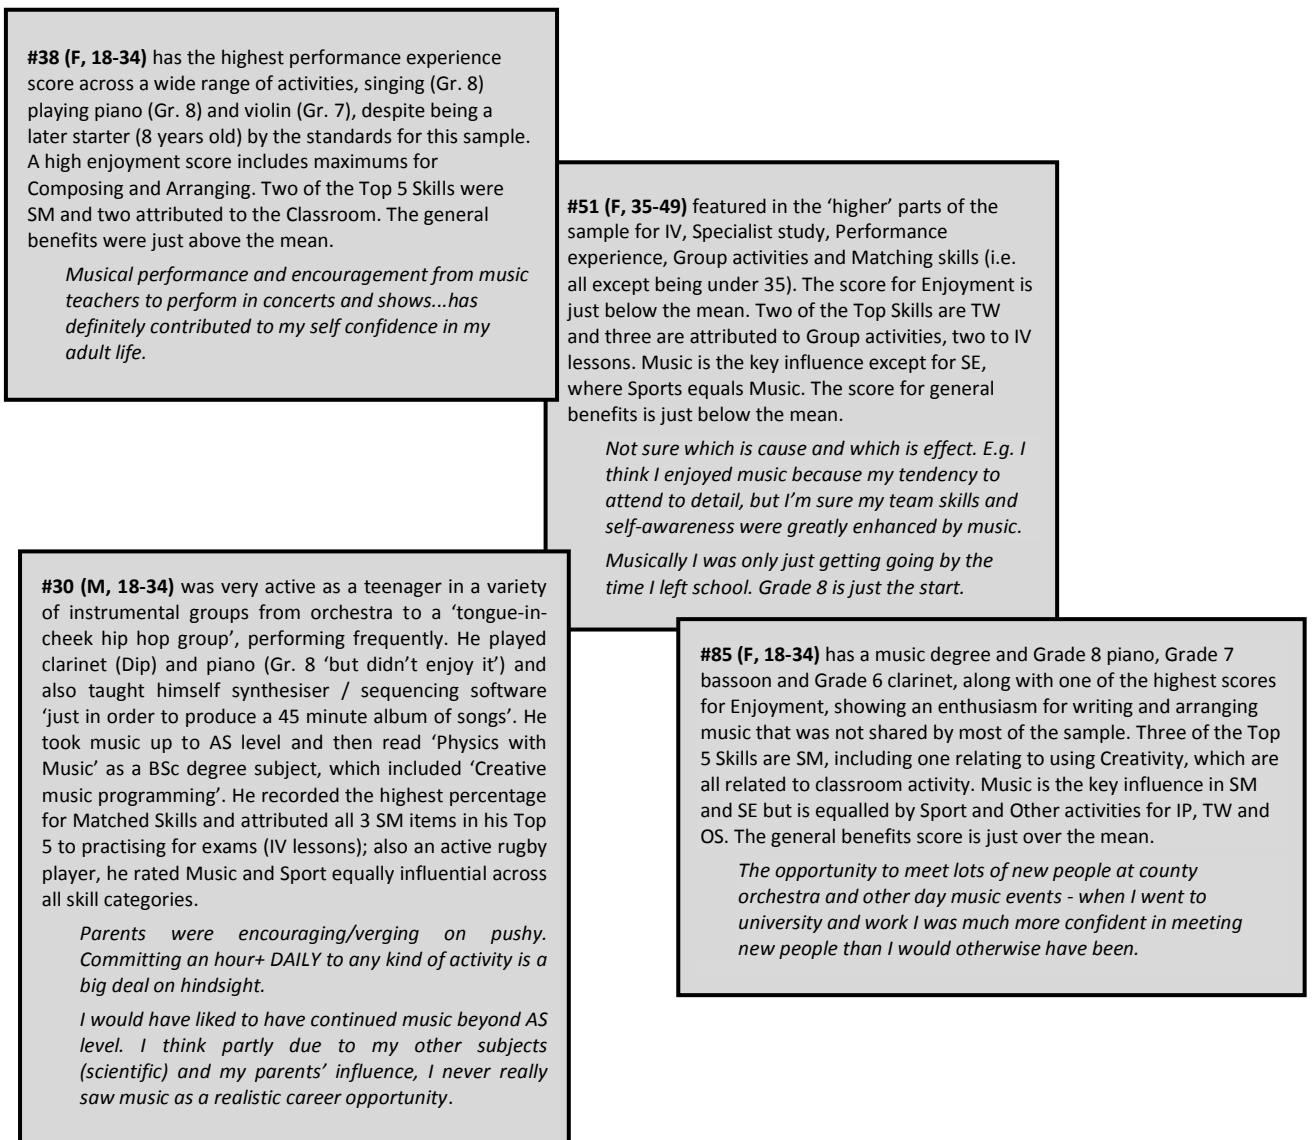 #38 (F, 18-34) has the highest performance experience
score across a wide range of activities, singing (Gr. 8)
playing piano (Gr. 8) and violin (Gr. 7), despite being a
later starter (8 years old) by the standards for this sample.
A high enjoyment score includes maximums for
Composing and Arranging. Two of the Top 5 Skills were
SM and two attributed to the Classroom. The general
benefits were just above the mean.
Musical performance and encouragement from music
teachers to perform in concerts and shows...has
definitely contributed to my self confidence in my
adult life.
#51 (F, 35-49) featured in the ‘higher’ parts of the
sample for IV, Specialist study, Performance
experience, Group activities and Matching skills (i.e.
all except being under 35). The score for Enjoyment is
just below the mean. Two of the Top Skills are TW
and three are attributed to Group activities, two to IV
lessons. Music is the key influence except for SE,
where Sports equals Music. The score for general
benefits is just below the mean.
Not sure which is cause and which is effect. E.g. I
think I enjoyed music because my tendency to
attend to detail, but I’m sure my team skills and
self-awareness were greatly enhanced by music.
Musically I was only just getting going by the
time I left school. Grade 8 is just the start.
#30 (M, 18-34) was very active as a teenager in a variety
of instrumental groups from orchestra to a ‘tongue-in-
cheek hip hop group’, performing frequently. He played
clarinet (Dip) and piano (Gr. 8 ‘but didn’t enjoy it’) and
also taught himself synthesiser / sequencing software
‘just in order to produce a 45 minute album of songs’. He
took music up to AS level and then read ‘Physics with
Music’ as a BSc degree subject, which included ‘Creative
music programming’. He recorded the highest percentage
for Matched Skills and attributed all 3 SM items in his Top
5 to practising for exams (IV lessons); also an active rugby
player, he rated Music and Sport equally influential across
all skill categories.
Parents were encouraging/verging on pushy.
Committing an hour+ DAILY to any kind of activity is a
big deal on hindsight.
I would have liked to have continued music beyond AS
level. I think partly due to my other subjects
(scientific) and my parents’ influence, I never really
saw music as a realistic career opportunity.
#85 (F, 18-34) has a music degree and Grade 8 piano, Grade 7
bassoon and Grade 6 clarinet, along with one of the highest scores
for Enjoyment, showing an enthusiasm for writing and arranging
music that was not shared by most of the sample. Three of the Top
5 Skills are SM, including one relating to using Creativity, which are
all related to classroom activity. Music is the key influence in SM
and SE but is equalled by Sport and Other activities for IP, TW and
OS. The general benefits score is just over the mean.
The opportunity to meet lots of new people at county
orchestra and other day music events - when I went to
university and work I was much more confident in meeting
new people than I would otherwise have been.